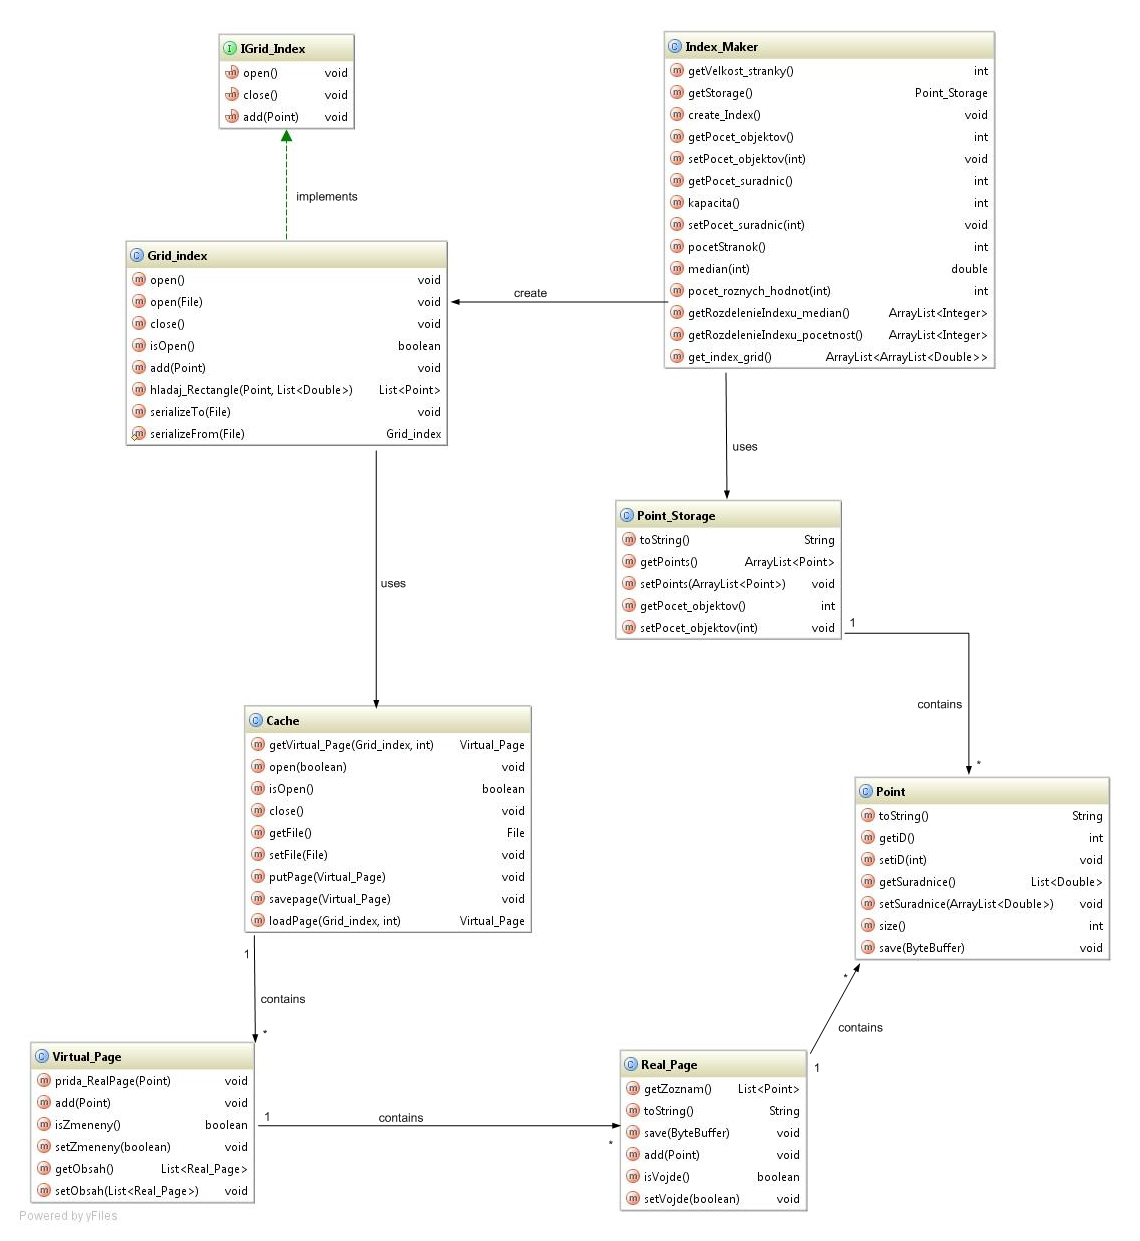 IGrid_Index
open() void
close() void
add(Point) void
implements
Index_Maker
getVelkost_stranky() int
getStorage() Point_Storage
create_Index() void
getPocet_objektov() int
setPocet_objektov(int) void
getPocet_suradnic() int
kapacita() int
setPocet_suradnic(int) void
pocetStranok() int
median(int) double
pocet_roznych_hodnot(int) int
getRozdelenieIndexu_median() ArrayList<Integer>
getRozdelenieIndexu_pocetnost() ArrayList<Integer>
get_index_grid() ArrayList<ArrayList<Double>>
create
Grid_index
open() void
open(File) void
close() void
isOpen() boolean
add(Point) void
hladaj_Rectangle(Point, List<Double>) List<Point>
serializeTo(File) void
serializeFrom(File) Grid_index
uses
Point_Storage
toString() String
getPoints() ArrayList<Point>
setPoints(ArrayList<Point>) void
getPocet_objektov() int
setPocet_objektov(int) void
uses
1
contains
*
Cache
getVirtual_Page(Grid_index, int) Virtual_Page
open(boolean) void
isOpen() boolean
close() void
getFile() File
setFile(File) void
putPage(Virtual_Page) void
savepage(Virtual_Page) void
loadPage(Grid_index, int) Virtual_Page
Point
toString() String
getiD() int
setiD(int) void
getSuradnice() List<Double>
setSuradnice(ArrayList<Double>) void
size() int
save(ByteBuffer) void
1
contains
*
*
contains
1
Virtual_Page
prida_RealPage(Point) void
add(Point) void
isZmeneny() boolean
setZmeneny(boolean) void
getObsah() List<Real_Page>
setObsah(List<Real_Page>) void
1
contains
*
Real_Page
getZoznam() List<Point>
toString() String
save(ByteBuffer) void
add(Point) void
isVojde() boolean
setVojde(boolean) void
Powered by yFiles